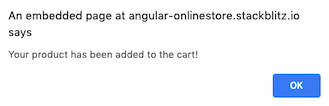 An embedded page at angular-onlinestore.stackblitz.io
says
Your product has been added to the cart!
OK